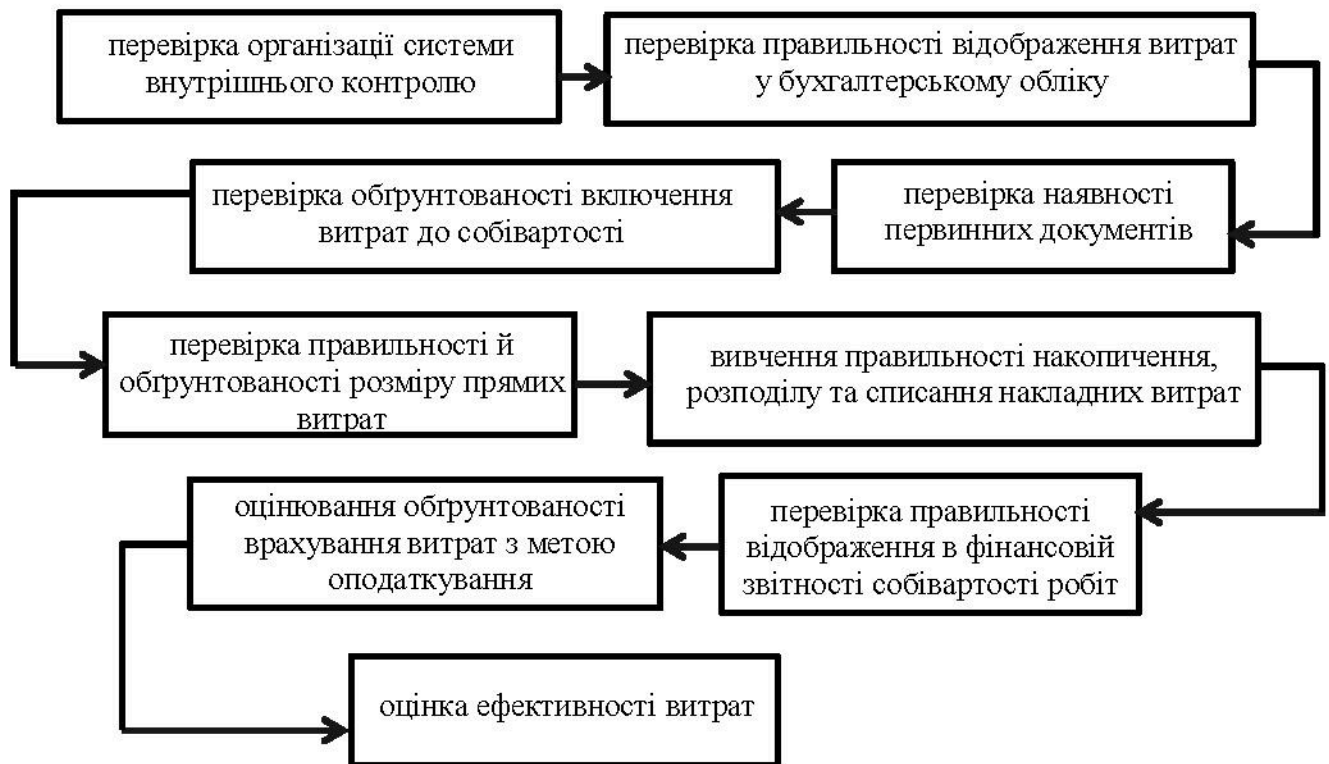 перевірка організації системи
внутрішнього контролю
перевірка правильності відображення витрат
у бухгалтерському обліку
перевірка наявності
первинних документів
перевірка обґрунтованості включення
витрат до собівартості
перевірка правильності й
обґрунтованості розміру прямих
витрат
вивчення правильності накопичення,
розподілу та списання накладних витрат
перевірка правильності
відображення в фінансовій
звітності собівартості робіт
оцінювання обґрунтованості
врахування витрат з метою
оподаткування
оцінка ефективності витрат